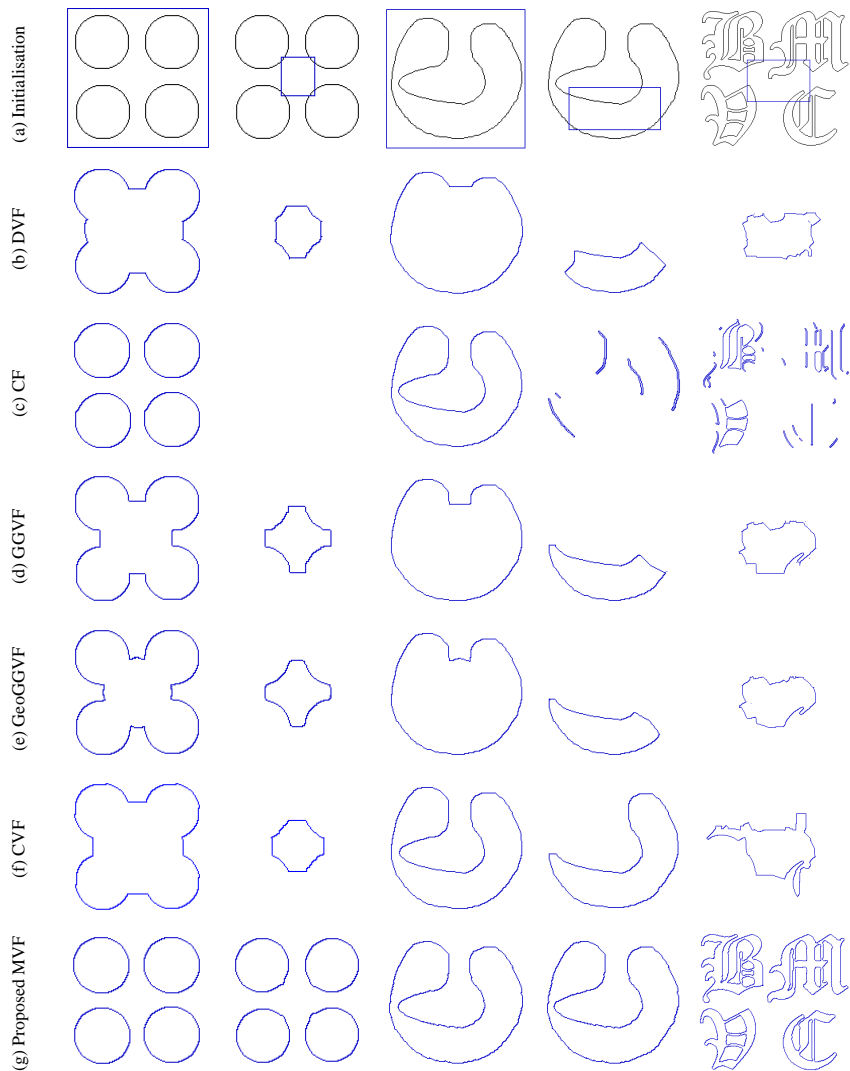 (a) Initialisation
B M
V C
(b) DVF
(c) CF
(d) GGVF
(e) GeoGGVF
(f) CVF
(g) Proposed MVF
B M
V C